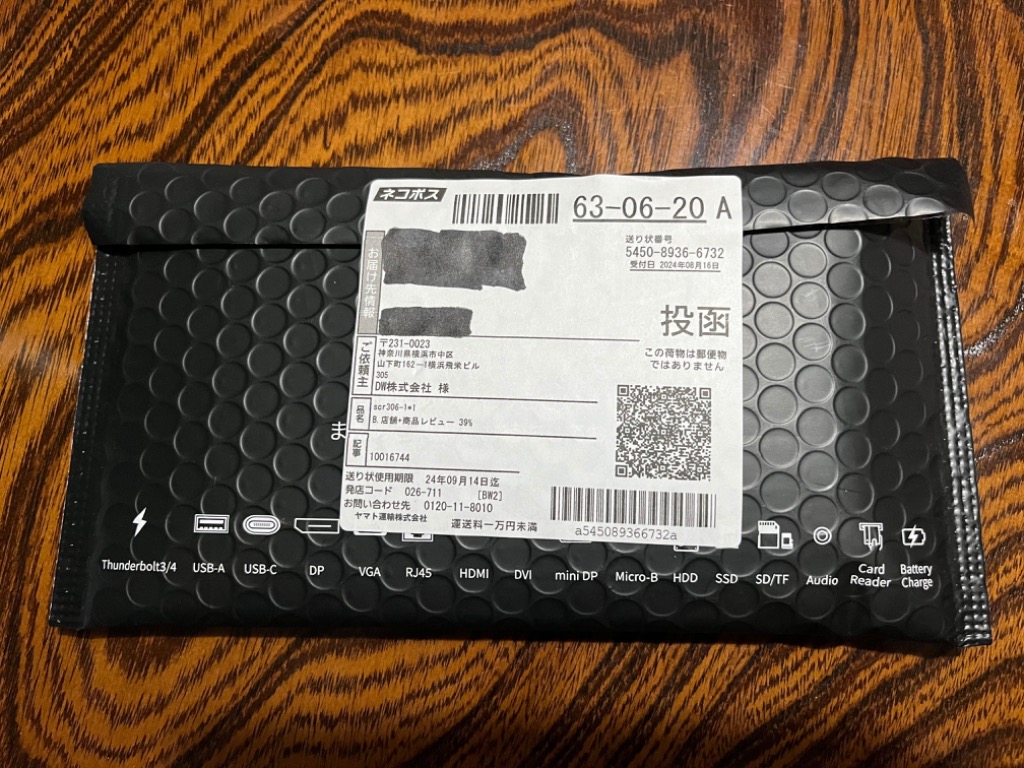 ネコポス
63-06-20 A
お届け先情報
送り状番号
5450-8936-6732
受付日 2024年08月16日
投函
この荷物は郵便物
ではありません
ご依頼主
〒231-0023
神奈川県横浜市中区
山下町162－1横浜飛栄ビル
305
DW株式会社 様
品名
scr306-1*1
B.店舗+商品レビュー 39%
ま
記事
10016744
送り状使用期限 24年09月14日迄
発店コード 026-711 [BW2]
お問い合わせ先 0120-11-8010
ヤマト運輸株式会社
運送料一万円未満
a545089366732a
Thunderbolt3/4 USB-A USB-C DP VGA RJ45 HDMI DVI mini DP Micro-B HDD SSD SD/TF Audio Card Reader Battery Charge